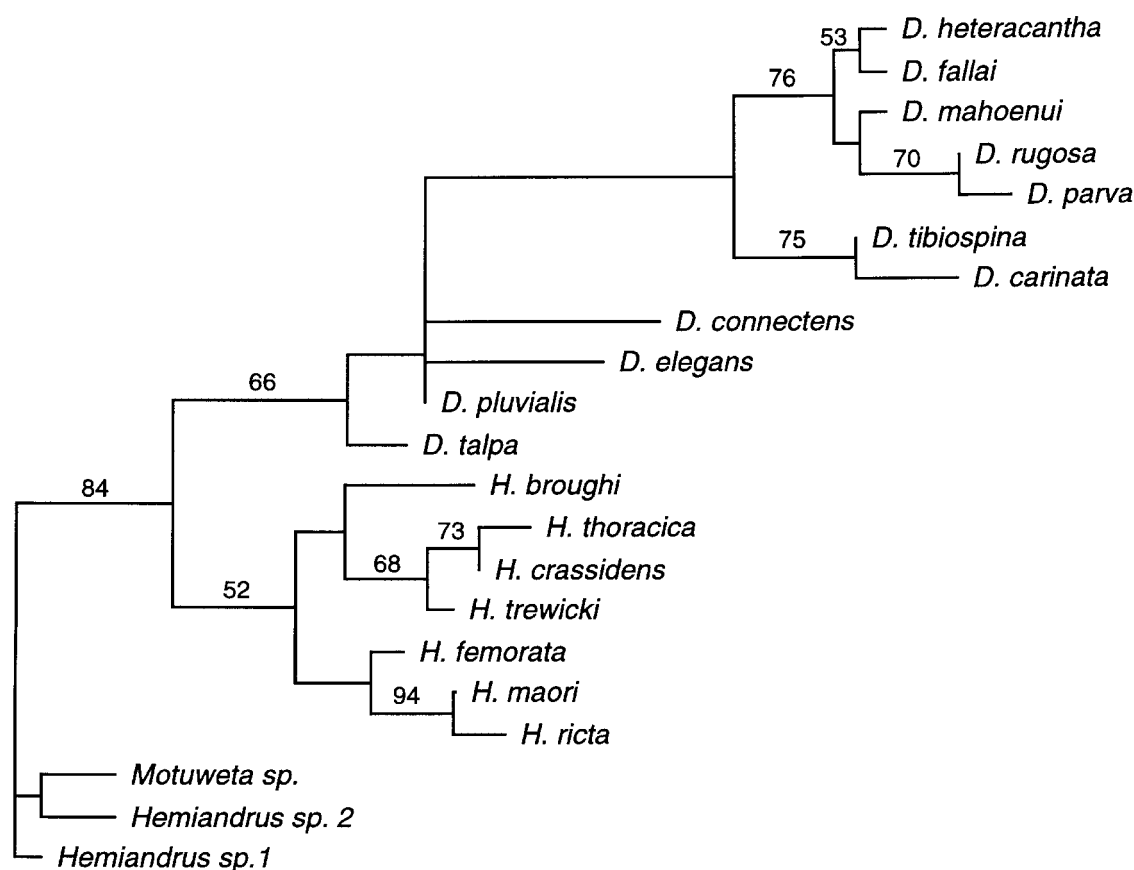 53
D. heteracantha
76
D. fallai
D. mahoenui
70
D. rugosa
D. parva
75
D. tibiospina
D. carinata
D. connectens
D. elegans
66
D. pluvialis
D. talpa
84
H. broughi
73
H. thoracica
68
H. crassidens
52
H. trewicki
H. femorata
94
H. maori
H. ricta
Motuweta sp.
Hemiandrus sp. 2
Hemiandrus sp.1